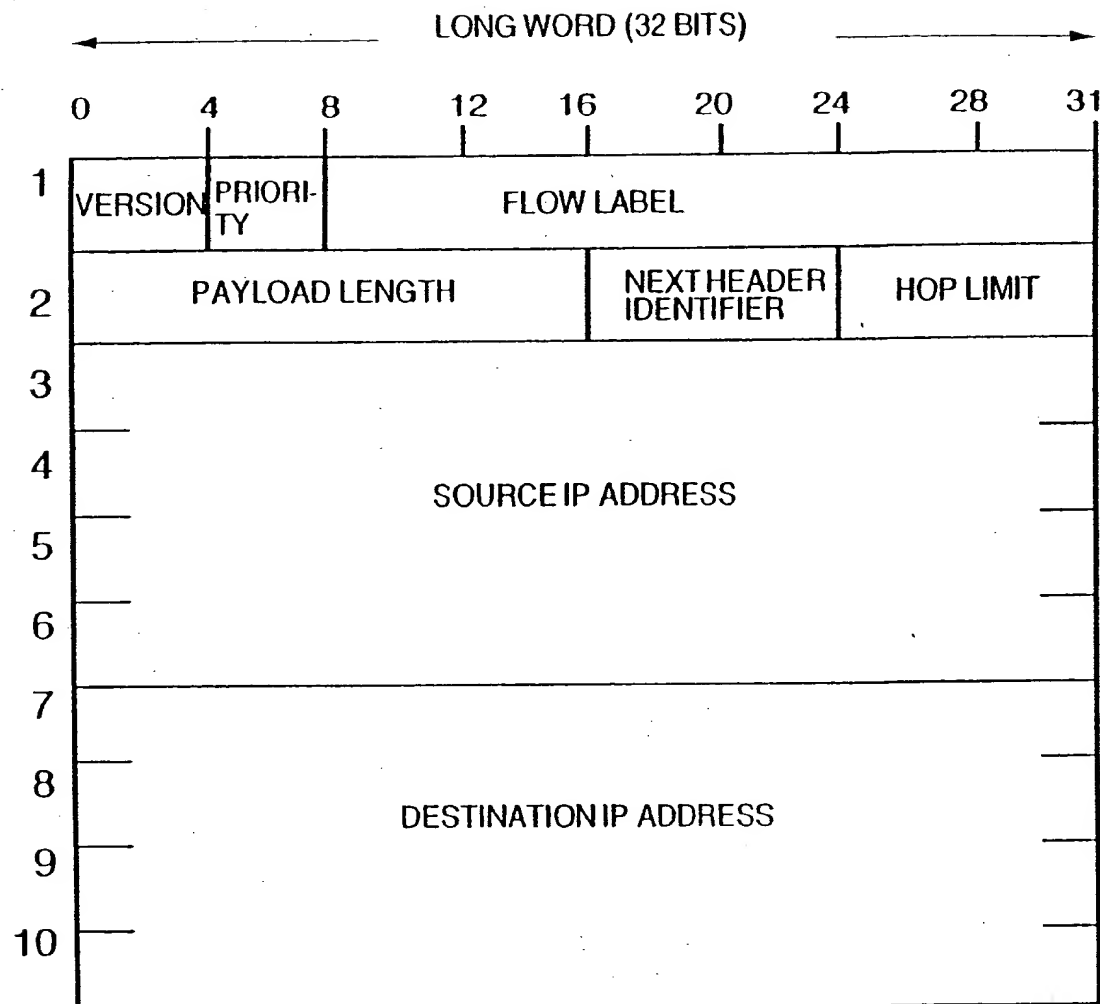 LONG WORD (32 BITS)
0 4 8 12 16 20 24 28 31
1
VERSION
PRIORI-
TY
FLOW LABEL
2
PAYLOAD LENGTH
NEXT HEADER
IDENTIFIER
HOP LIMIT
3
4
SOURCE IP ADDRESS
5
6
7
8
DESTINATION IP ADDRESS
9
10